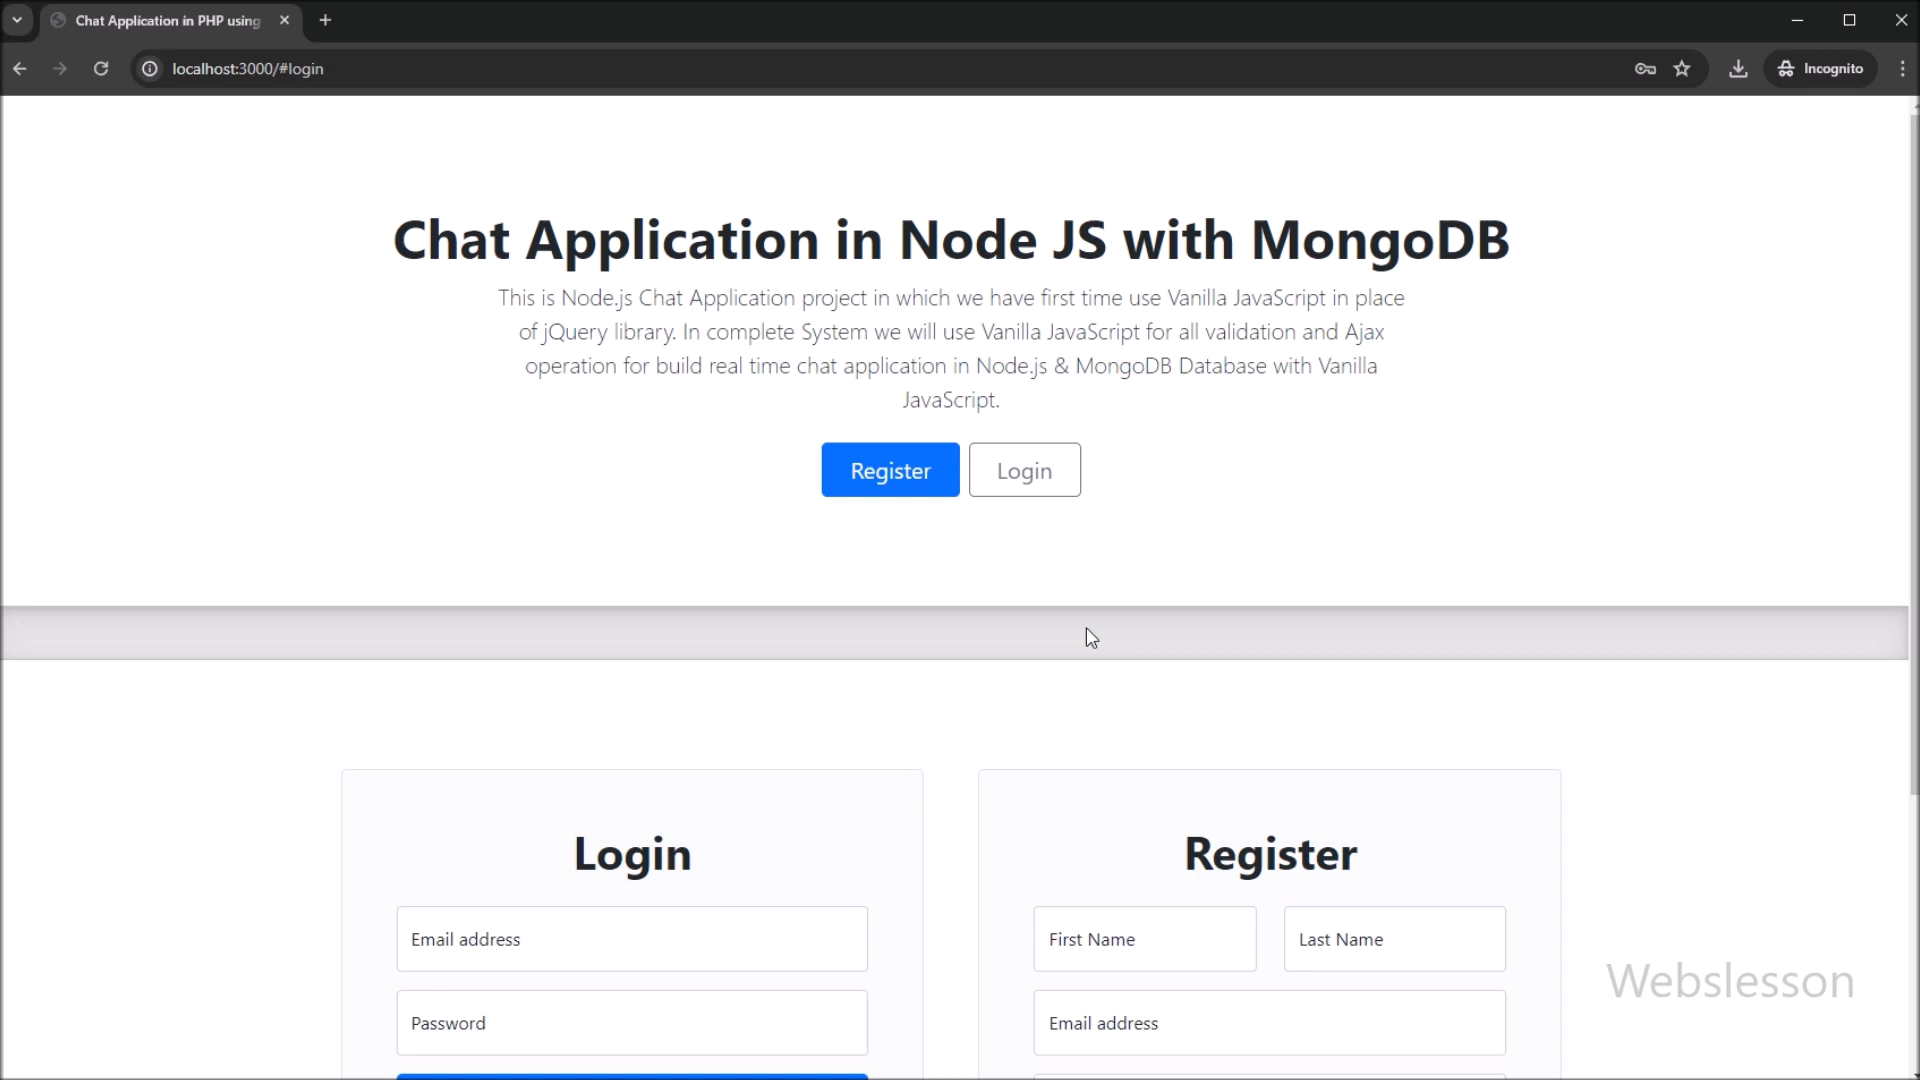 Chat Application in PHP using
localhost:3000/#login
Incognito
Chat Application in Node JS with MongoDB
This is Node.js Chat Application project in which we have first time use Vanilla JavaScript in place
of jQuery library. In complete System we will use Vanilla JavaScript for all validation and Ajax
operation for build real time chat application in Node.js & MongoDB Database with Vanilla
JavaScript.
Register
Login
Login
Email address
Password
Register
First Name
Last Name
Email address
Webslesson